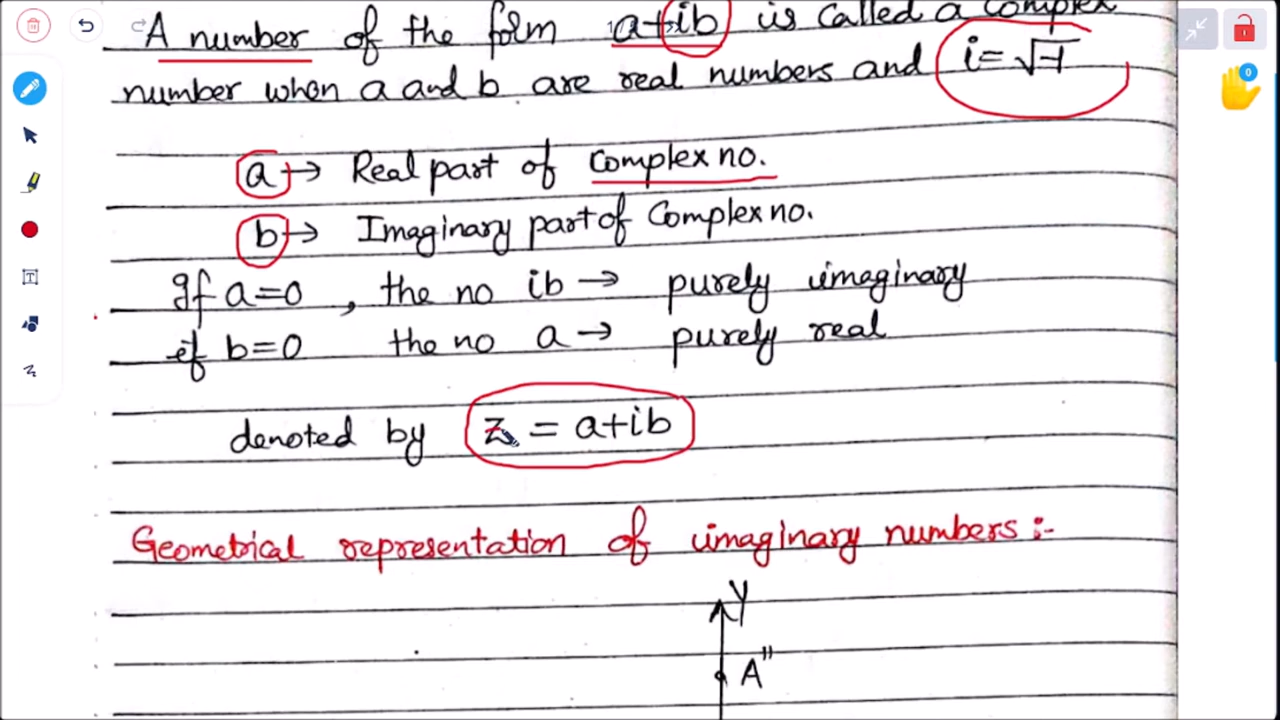 A number of the form a+ib is called a complex
number when a and b are real numbers and i=√-1
a→ Real part of Complex no.
b→ Imaginary part of Complex no.
If a=0, the no ib → purely imaginary
if b=0 the no a → purely real
denoted by z = a+ib
Geometrical representation of imaginary numbers :-
Y
A"
0
T